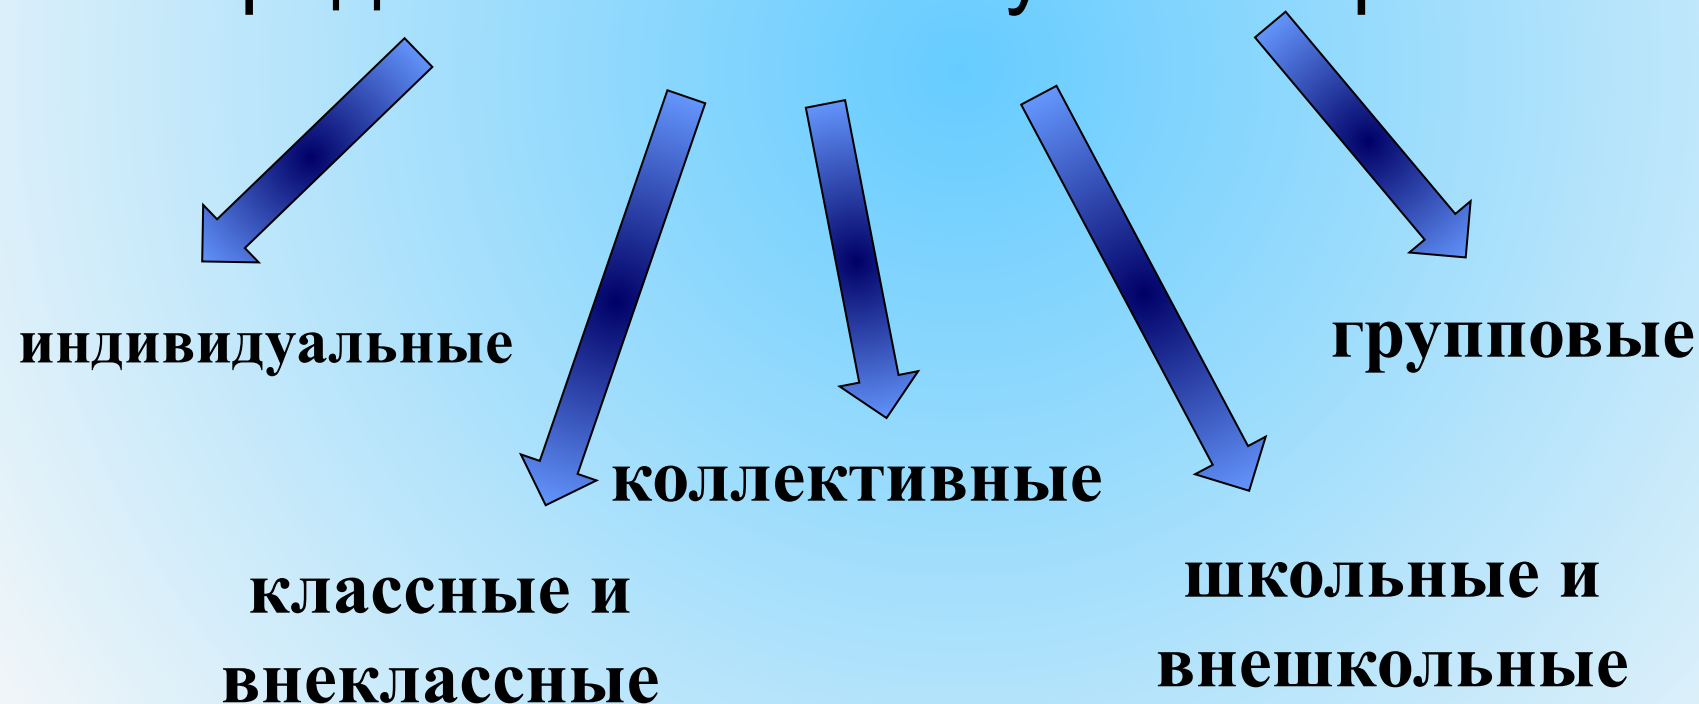 индивидуальные
групповые
коллективные
классные и
внеклассные
школьные и
внешкольные